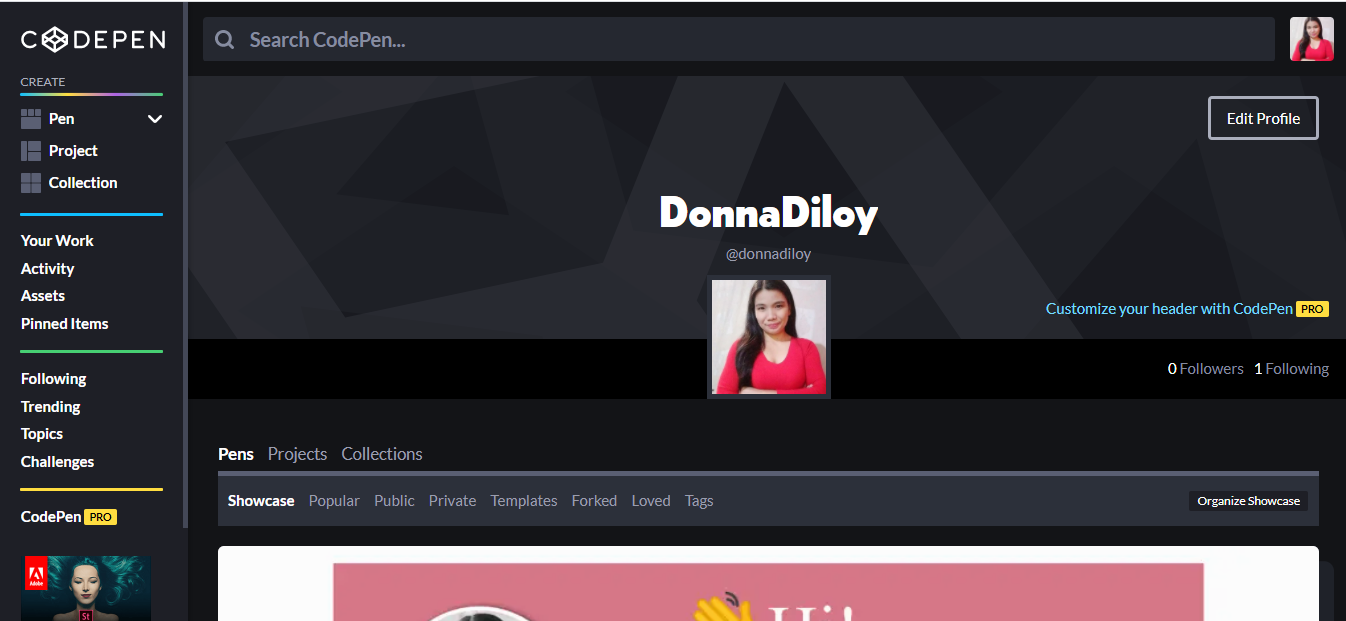 CODEPEN
Search CodePen...
CREATE
Pen
Project
Collection
Your Work
Activity
Assets
Pinned Items
Following
Trending
Topics
Challenges
CodePen PRO
Adobe
St
Edit Profile
DonnaDiloy
@donnadiloy
Customize your header with CodePen PRO
0 Followers 1 Following
Pens Projects Collections
Showcase Popular Public Private Templates Forked Loved Tags
Organize Showcase
Hi!